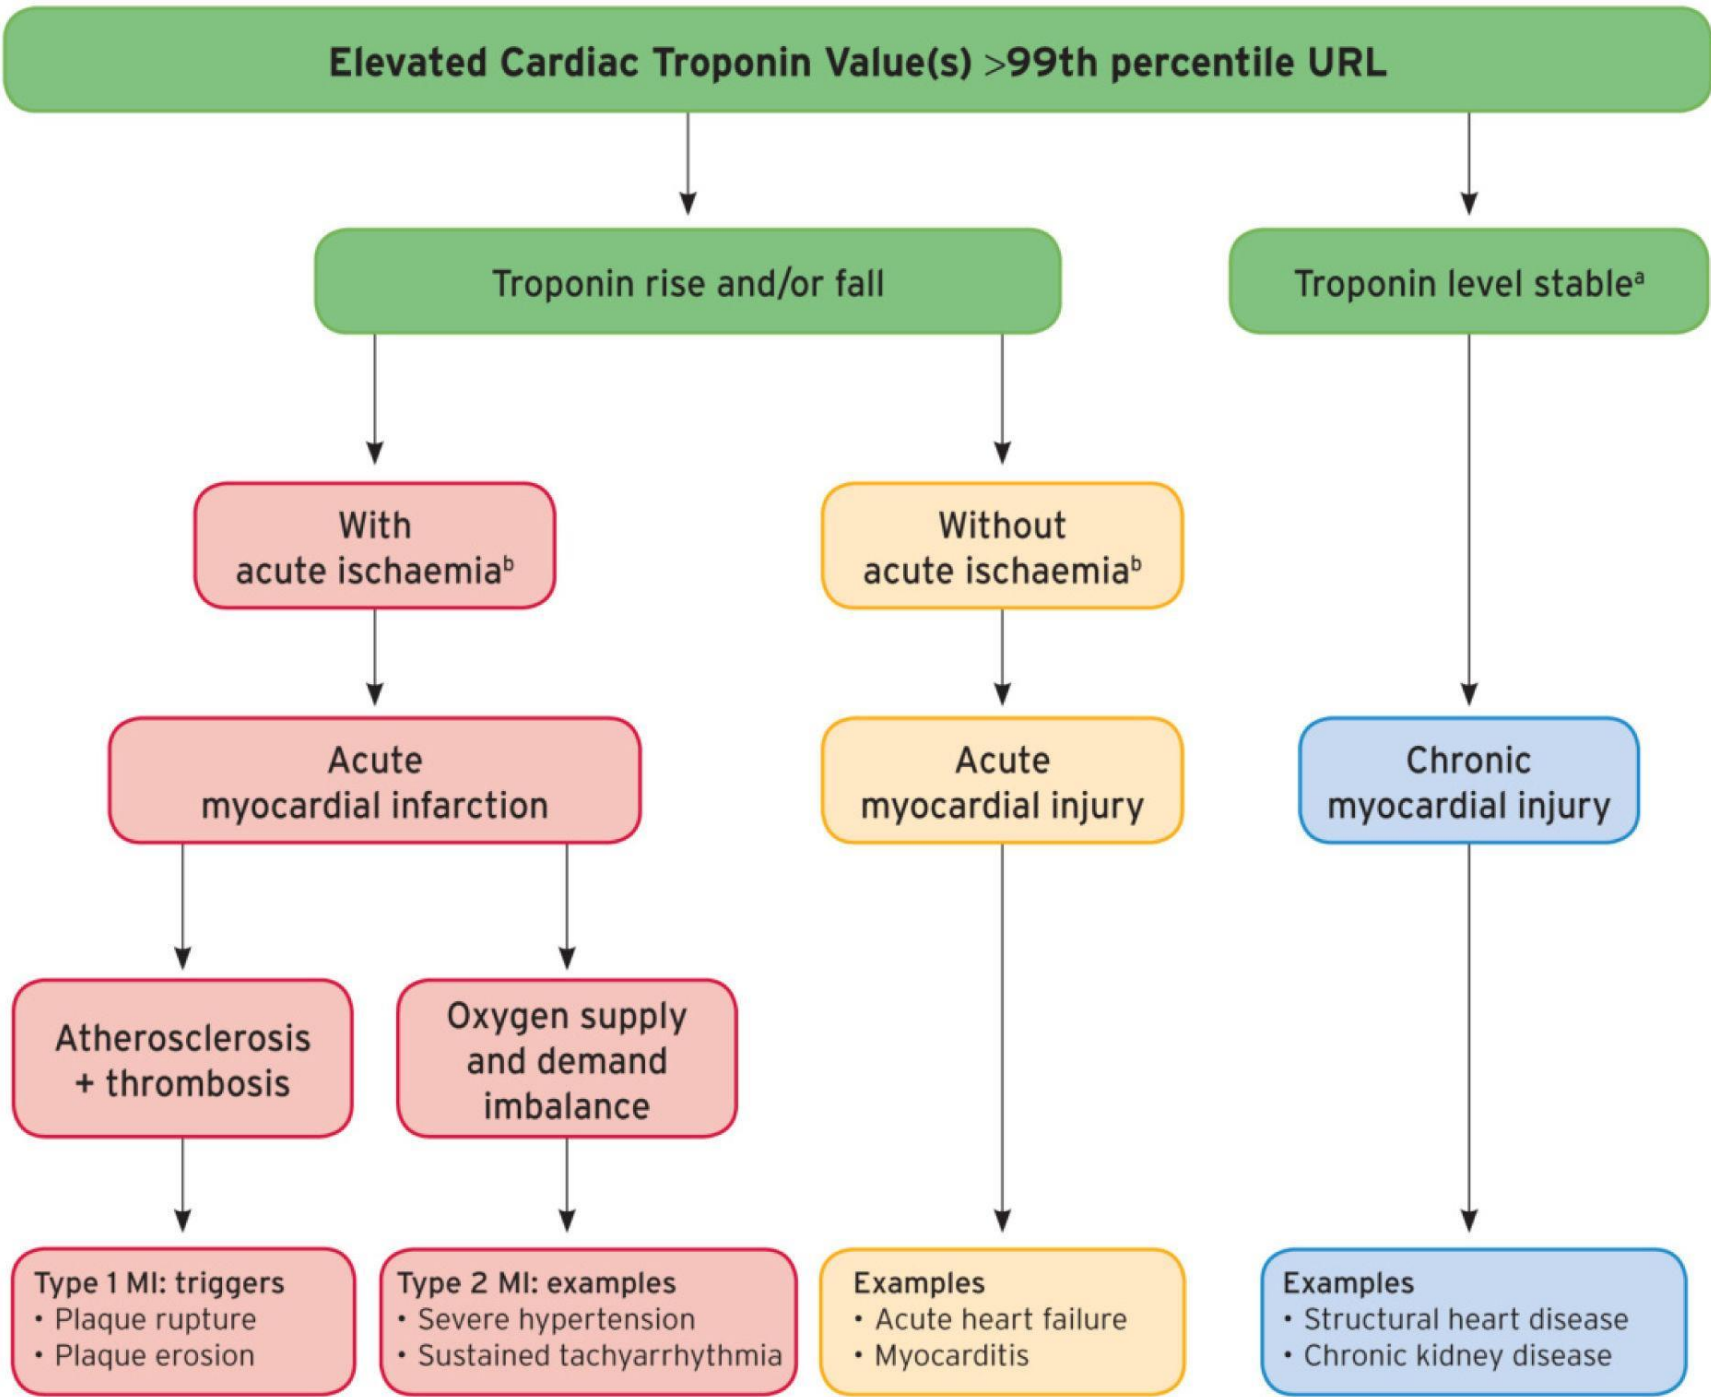 Elevated Cardiac Troponin Value(s) >99th percentile URL
Troponin rise and/or fall
Troponin level stableᵃ
With
acute ischaemiaᵇ
Without
acute ischaemiaᵇ
Acute
myocardial infarction
Acute
myocardial injury
Chronic
myocardial injury
Atherosclerosis
+ thrombosis
Oxygen supply
and demand
imbalance
Type 1 MI: triggers
• Plaque rupture
• Plaque erosion
Type 2 MI: examples
• Severe hypertension
• Sustained tachyarrhythmia
Examples
• Acute heart failure
• Myocarditis
Examples
• Structural heart disease
• Chronic kidney disease